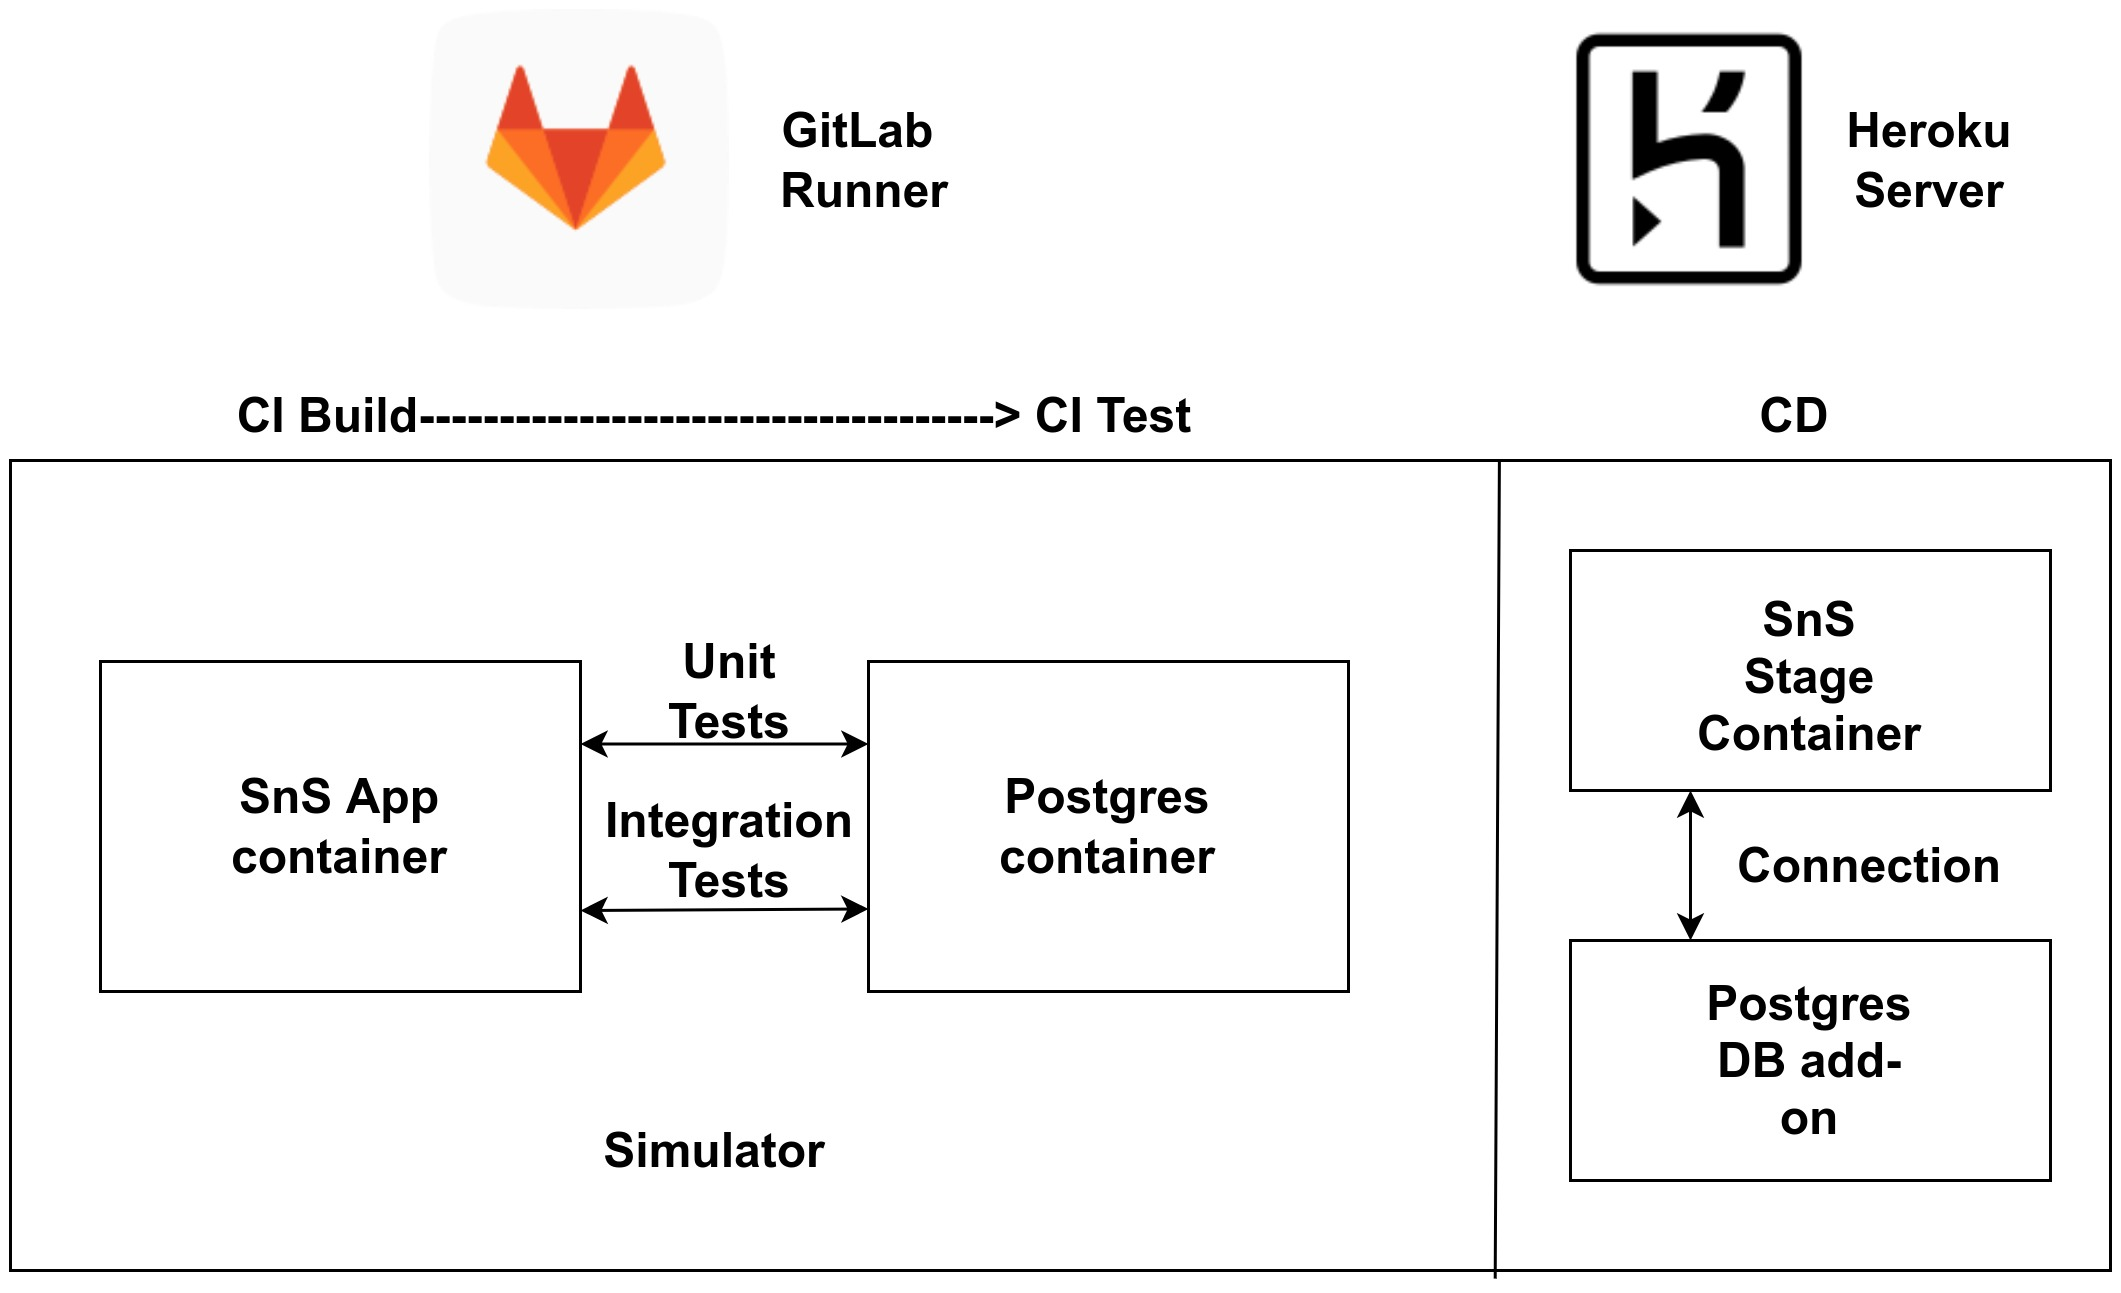 GitLab
Runner
Heroku
Server
CI Build------------------------------------> CI Test
CD
SnS App
container
Unit
Tests
Integration
Tests
Postgres
container
Simulator
SnS
Stage
Container
Connection
Postgres
DB add-
on